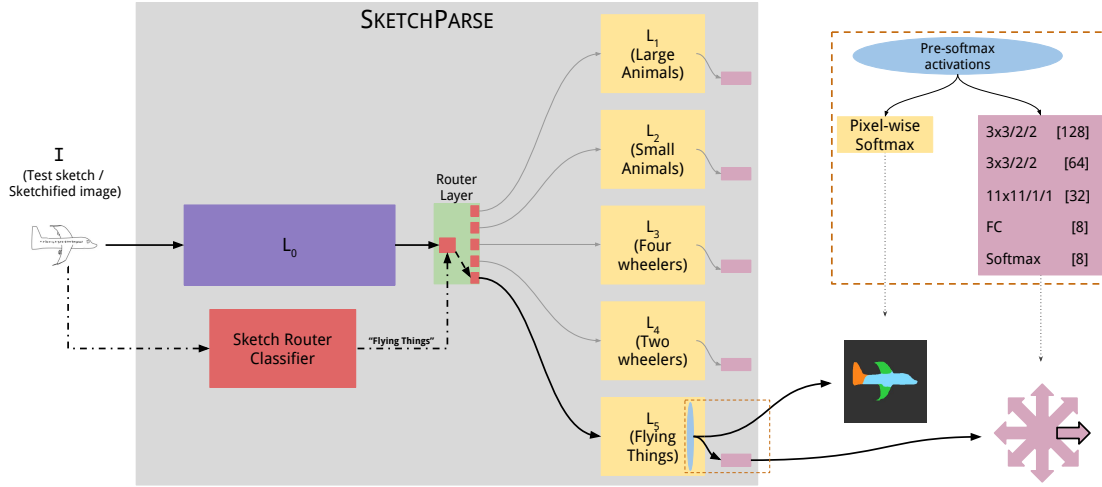 SKETCHPARSE
I
(Test sketch /
Sketchified image)
L0
Sketch Router
Classifier
"Flying Things"
Router
Layer
L1
(Large
Animals)
L2
(Small
Animals)
L3
(Four
wheelers)
L4
(Two
wheelers)
L5
(Flying
Things)
Pre-softmax
activations
Pixel-wise
Softmax
3x3/2/2 [128]
3x3/2/2 [64]
11x11/1/1 [32]
FC [8]
Softmax [8]